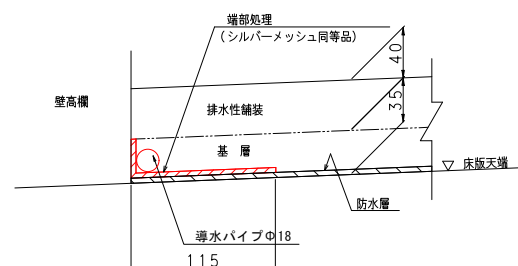 端部処理
(シルバーメッシュ同等品)
40
壁高欄
排水性舗装
35
基 層
床版天端
防水層
導水パイプΦ18
115